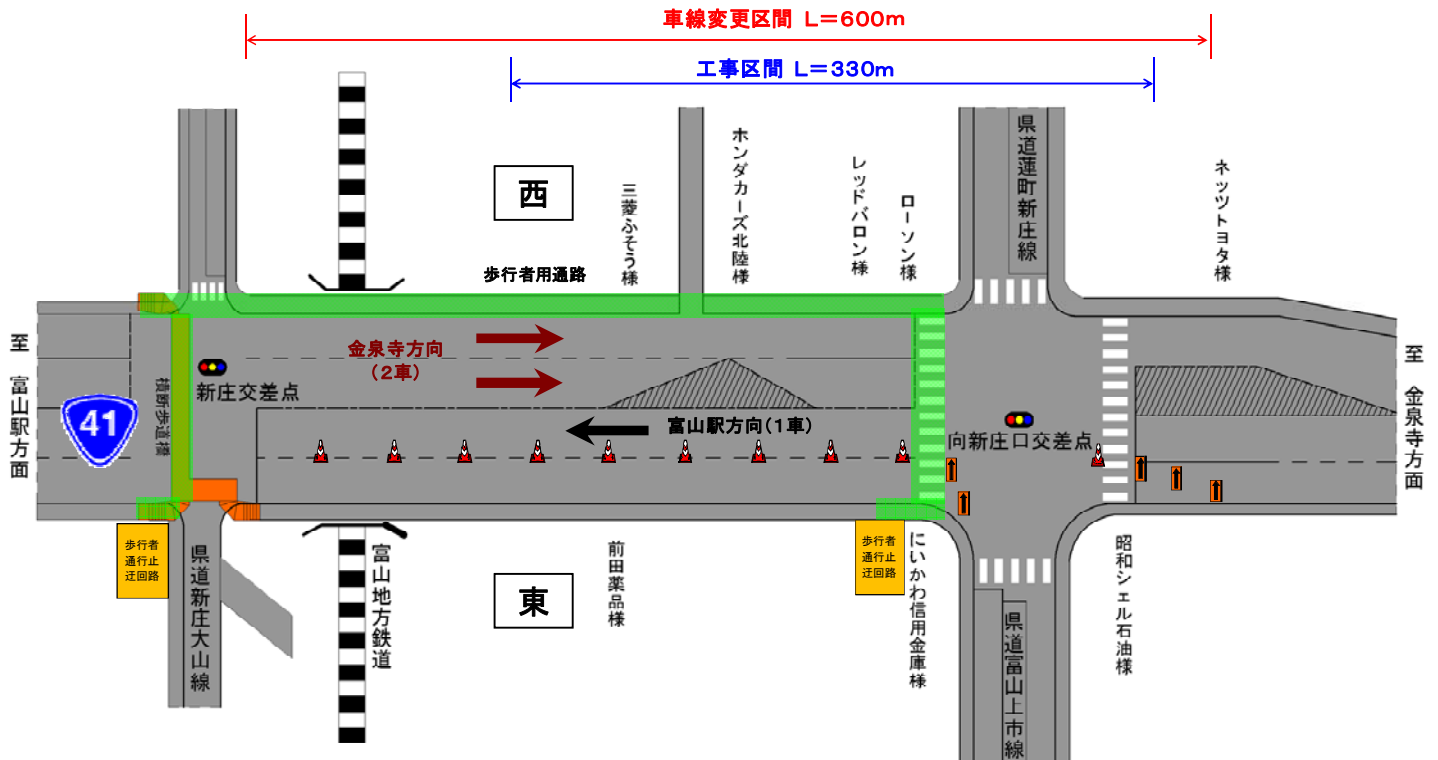 車線変更区間 L=600m
工事区間 L=330m
西
歩行者用通路
三菱ふそう様
ホンダカーズ北陸様
レッドバロン様
ローソン様
県道蓮町新庄線
ネッツトヨタ様
至 富山駅方面
41
横断歩道橋
新庄交差点
金泉寺方向
(2車)
富山駅方向(1車)
向新庄口交差点
至 金泉寺方面
歩行者
通行止
迂回路
県道新庄大山線
富山地方鉄道
東
前田薬品様
歩行者
通行止
迂回路
にいかわ信用金庫様
県道富山上市線
昭和シェル石油様